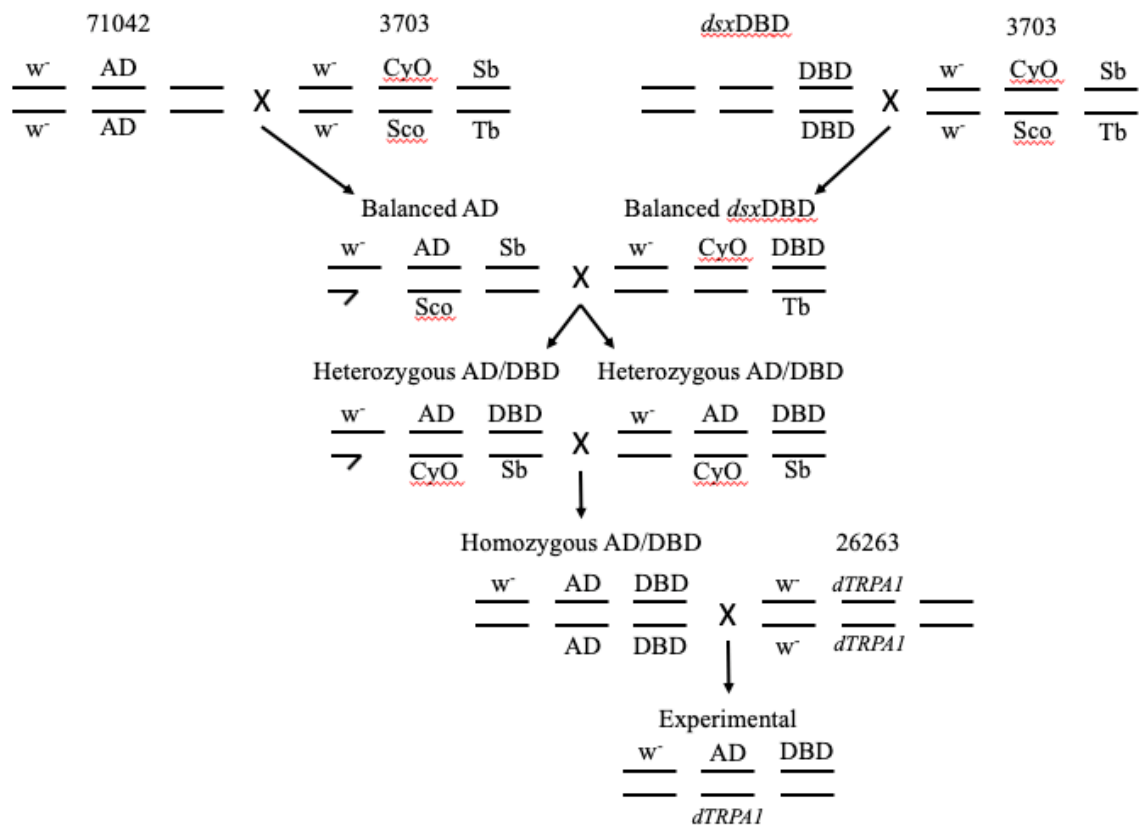 71042 3703 dsxDBD 3703
w- AD w- CyO Sb DBD w- CyO Sb
X X
w- AD w- Sco Tb DBD w- Sco Tb
Balanced AD Balanced dsxDBD
w- AD Sb w- CyO DBD
X
Sco Tb
Heterozygous AD/DBD Heterozygous AD/DBD
w- AD DBD w- AD DBD
X
CyO Sb CyO Sb
Homozygous AD/DBD 26263
w- AD DBD w- dTRPA1
X
AD DBD w- dTRPA1
Experimental
w- AD DBD
dTRPA1